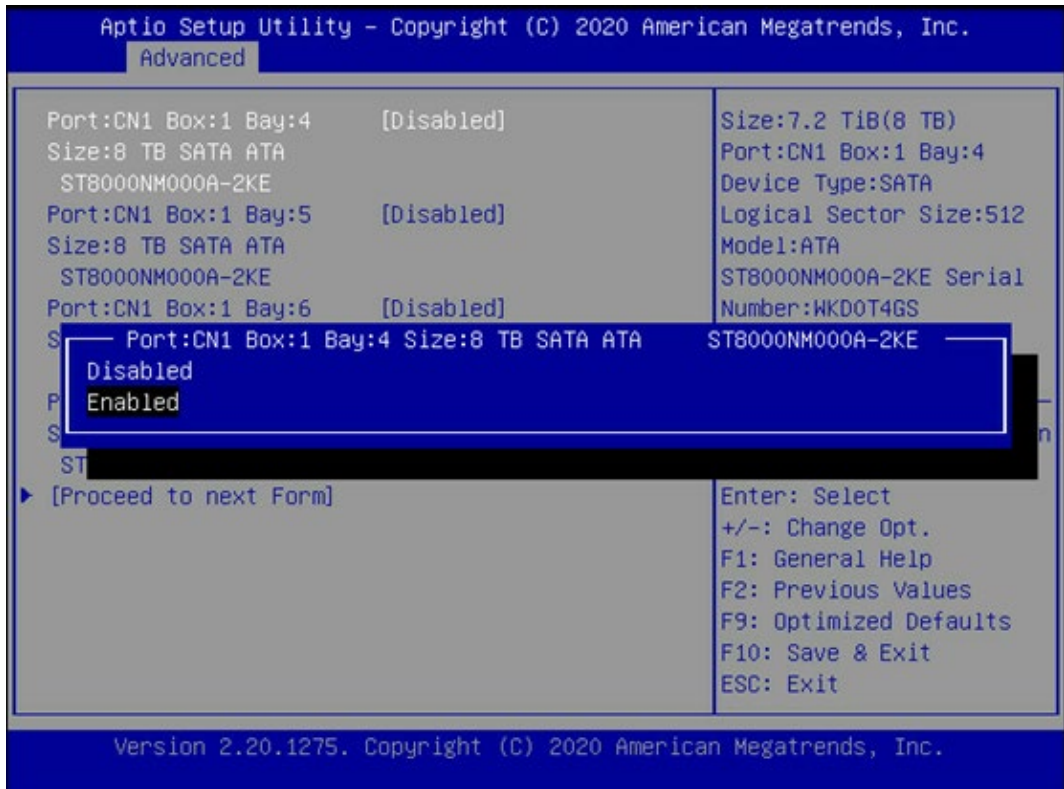 Aptio Setup Utility – Copyright (C) 2020 American Megatrends, Inc.
Advanced
Port:CN1 Box:1 Bay:4 [Disabled]
Size:8 TB SATA ATA
ST8000NM000A-2KE
Port:CN1 Box:1 Bay:5 [Disabled]
Size:8 TB SATA ATA
ST8000NM000A-2KE
Port:CN1 Box:1 Bay:6 [Disabled]
S
P
S
ST
[Proceed to next Form]
Port:CN1 Box:1 Bay:4 Size:8 TB SATA ATA ST8000NM000A-2KE
Disabled
Enabled
Size:7.2 TiB(8 TB)
Port:CN1 Box:1 Bay:4
Device Type:SATA
Logical Sector Size:512
Model:ATA
ST8000NM000A-2KE Serial
Number:WKD0T4GS
n
Enter: Select
+/-: Change Opt.
F1: General Help
F2: Previous Values
F9: Optimized Defaults
F10: Save & Exit
ESC: Exit
Version 2.20.1275. Copyright (C) 2020 American Megatrends, Inc.